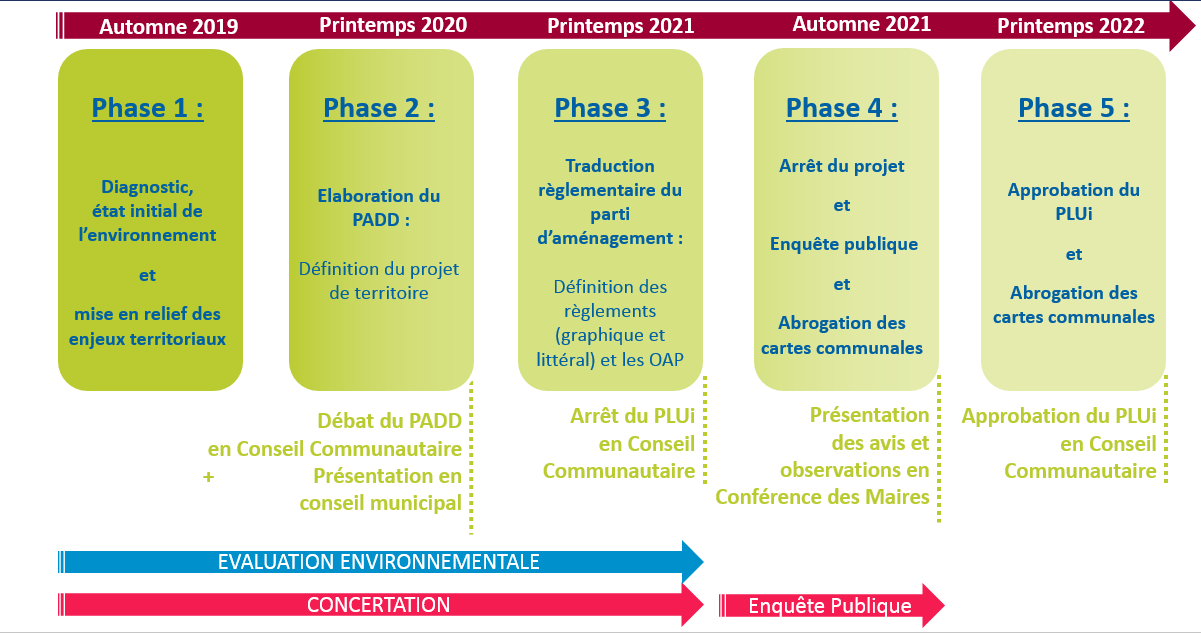 Automne 2019
Printemps 2020
Printemps 2021
Automne 2021
Printemps 2022
Phase 1 :
Diagnostic,
état initial de
l’environnement
et
mise en relief des
enjeux territoriaux
Phase 2 :
Elaboration du
PADD :
Définition du projet
de territoire
Phase 3 :
Traduction
règlementaire du
parti
d’aménagement :
Définition des
règlements
(graphique et
littéral) et les OAP
Phase 4 :
Arrêt du projet
et
Enquête publique
et
Abrogation des
cartes communales
Phase 5 :
Approbation du
PLUi
et
Abrogation des
cartes communales
Débat du PADD
en Conseil Communautaire
+ Présentation en
conseil municipal
Arrêt du PLUi
en Conseil
Communautaire
Présentation
des avis et
observations en
Conférence des Maires
Approbation du PLUi
en Conseil
Communautaire
EVALUATION ENVIRONNEMENTALE
CONCERTATION
Enquête Publique